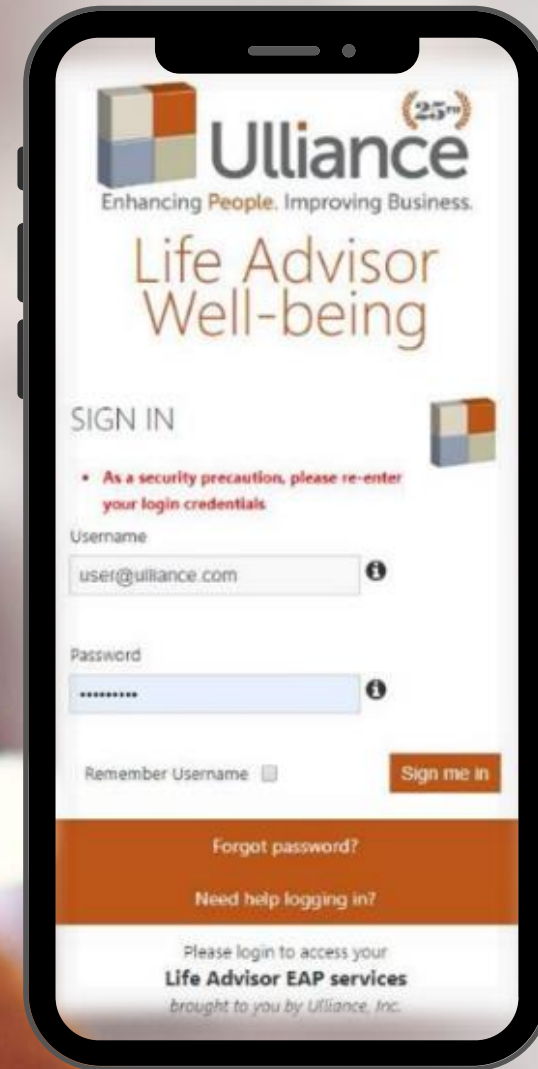 25TH
Ulliance
Enhancing People. Improving Business.
Life Advisor
Well-being
SIGN IN
• As a security precaution, please re-enter
your login credentials
Username
user@ulliance.com
Password
•••••••••
Remember Username
Sign me in
Forgot password?
Need help logging in?
Please login to access your
Life Advisor EAP services
brought to you by Ulliance, Inc.